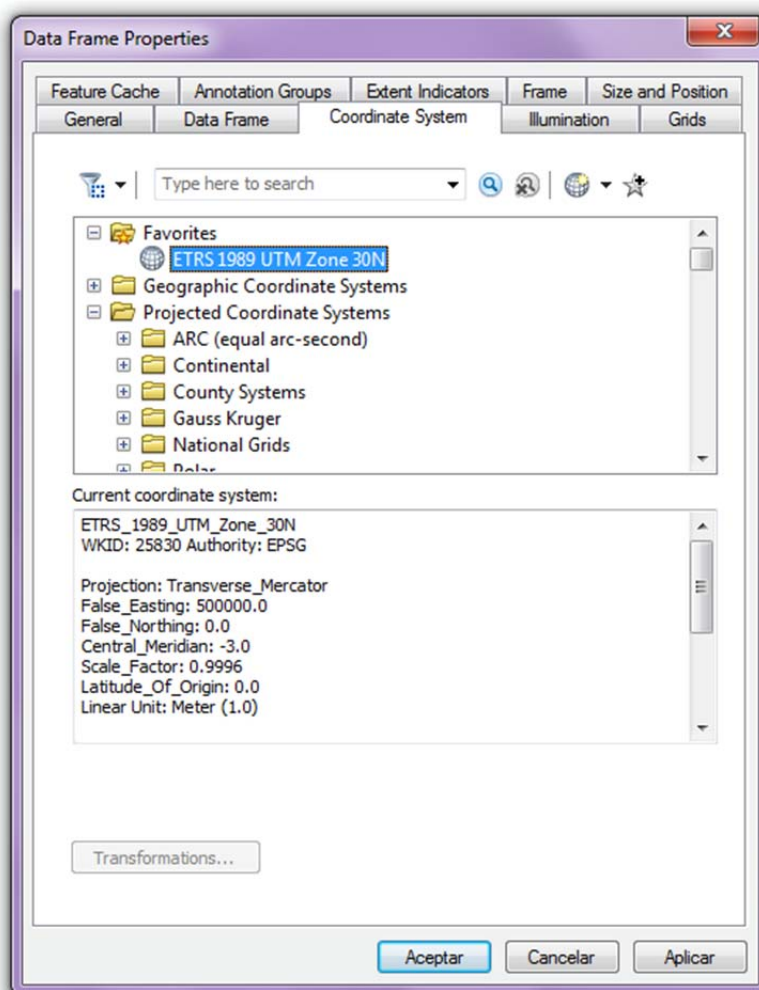 Data Frame Properties
Feature Cache Annotation Groups Extent Indicators Frame Size and Position
General Data Frame Coordinate System Illumination Grids
Type here to search
Favorites
ETRS 1989 UTM Zone 30N
Geographic Coordinate Systems
Projected Coordinate Systems
ARC (equal arc-second)
Continental
County Systems
Gauss Kruger
National Grids
Polar
Current coordinate system:
ETRS_1989_UTM_Zone_30N
WKID: 25830 Authority: EPSG
Projection: Transverse_Mercator
False_Easting: 500000.0
False_Northing: 0.0
Central_Meridian: -3.0
Scale_Factor: 0.9996
Latitude_Of_Origin: 0.0
Linear Unit: Meter (1.0)
Transformations...
Aceptar Cancelar Aplicar